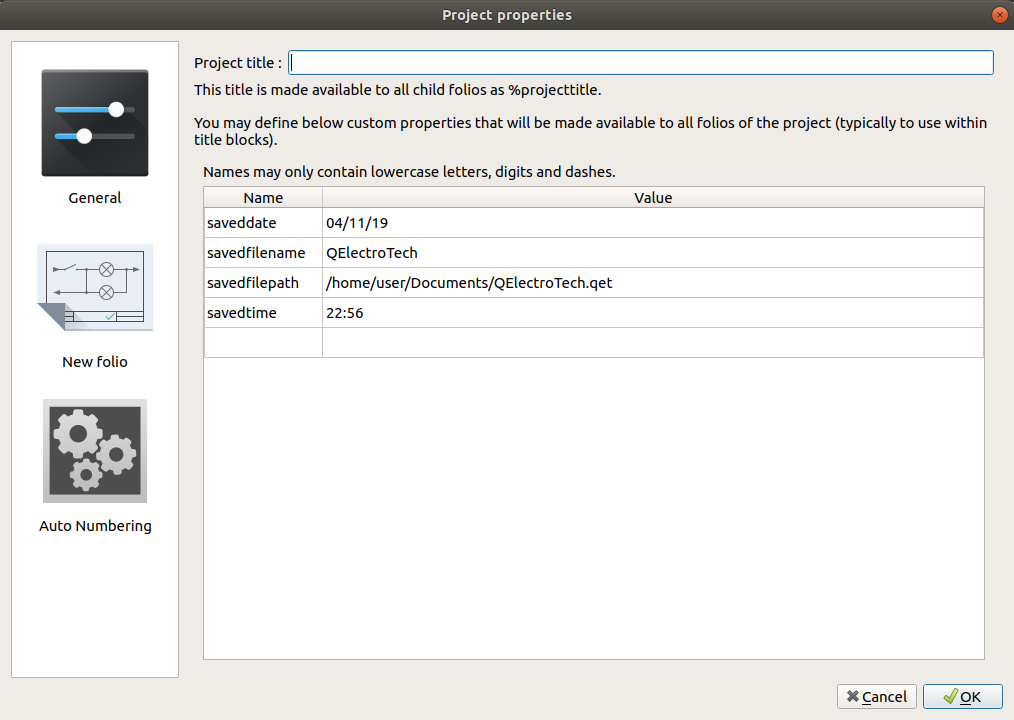 Project properties
Project title :
This title is made available to all child folios as %projecttitle.
You may define below custom properties that will be made available to all folios of the project (typically to use within
title blocks).
Names may only contain lowercase letters, digits and dashes.
Name Value
saveddate 04/11/19
savedfilename QElectroTech
savedfilepath /home/user/Documents/QElectroTech.qet
savedtime 22:56
General
New folio
Auto Numbering
Cancel OK